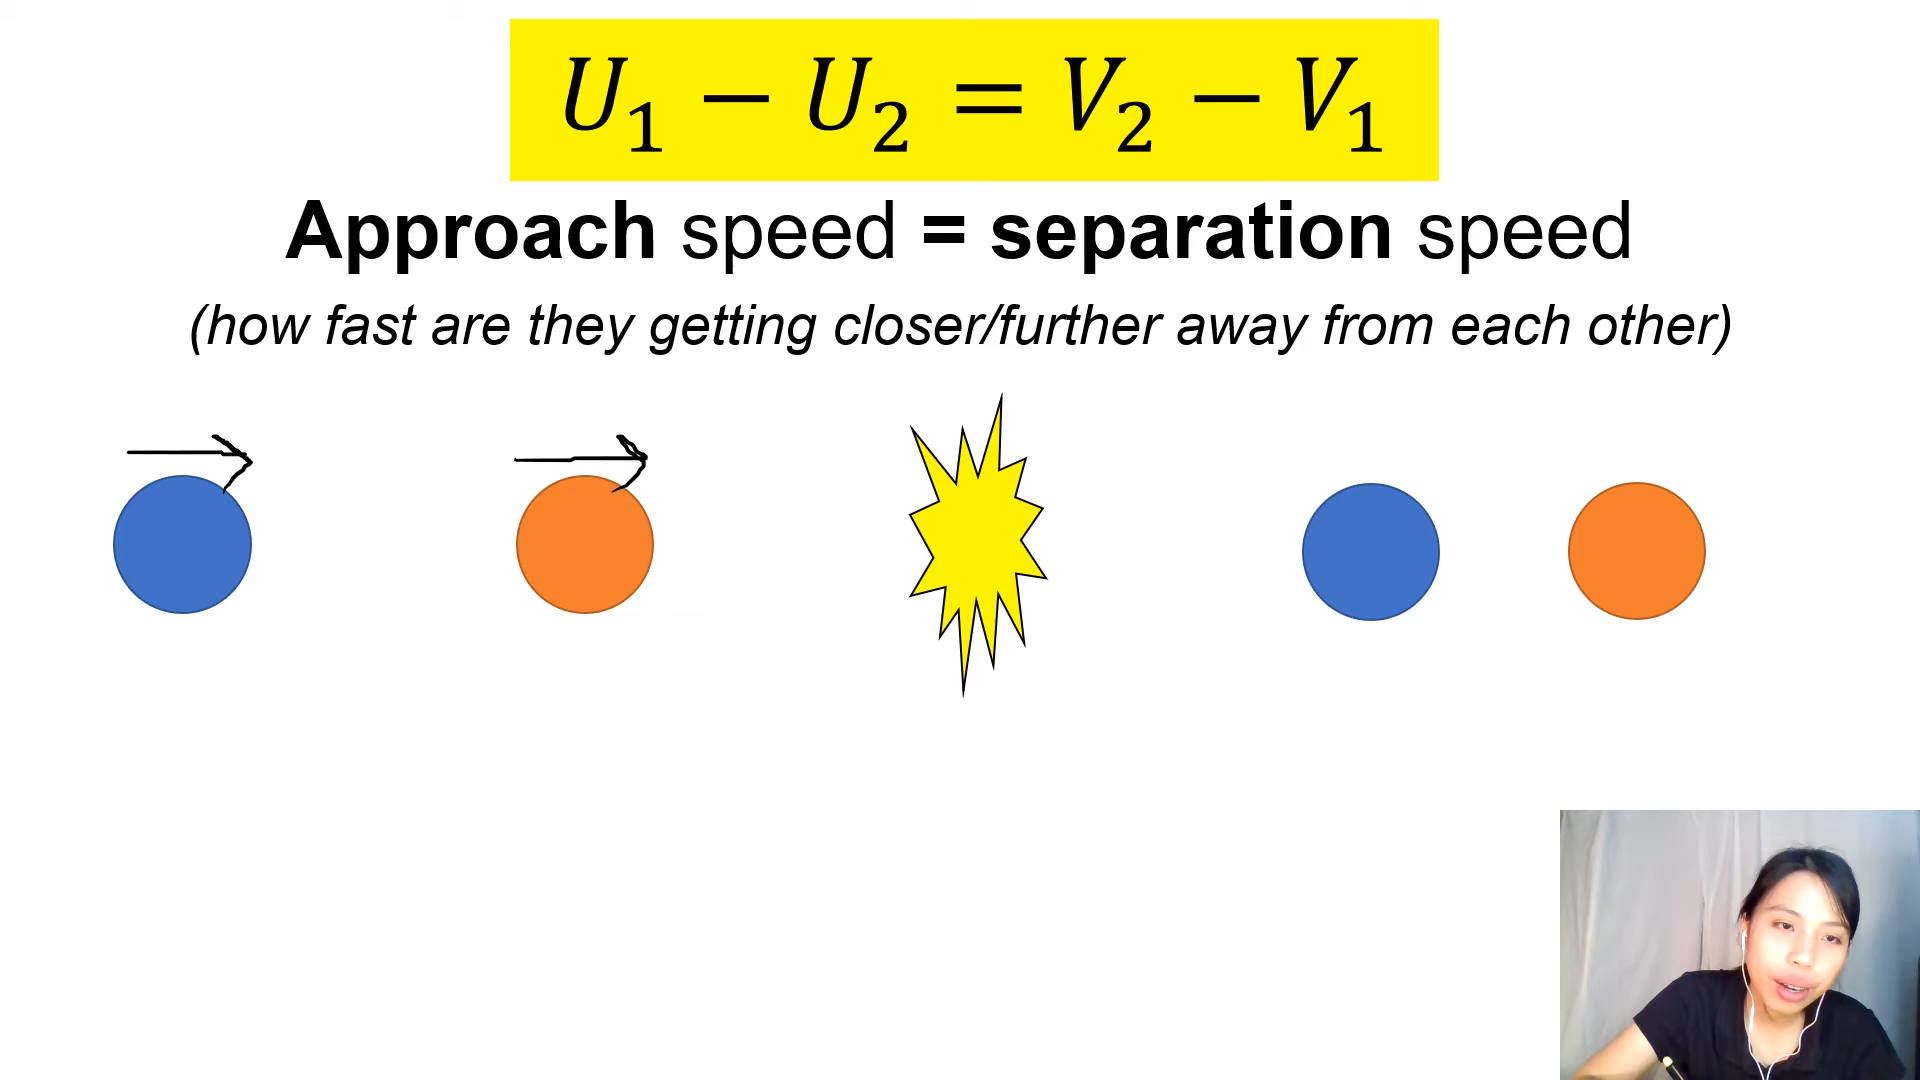 U₁ − U₂ = V₂ − V₁
Approach speed = separation speed
(how fast are they getting closer/further away from each other)